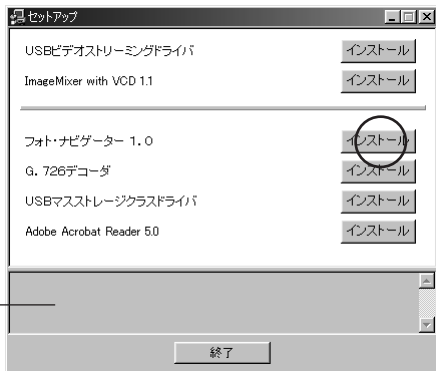 セットアップ
USBビデオストリーミングドライバ インストール
ImageMixer with VCD 1.1 インストール
フォト・ナビゲーター 1.0 インストール
G. 726デコーダ インストール
USBマスストレージクラスドライバ インストール
Adobe Acrobat Reader 5.0 インストール
終了